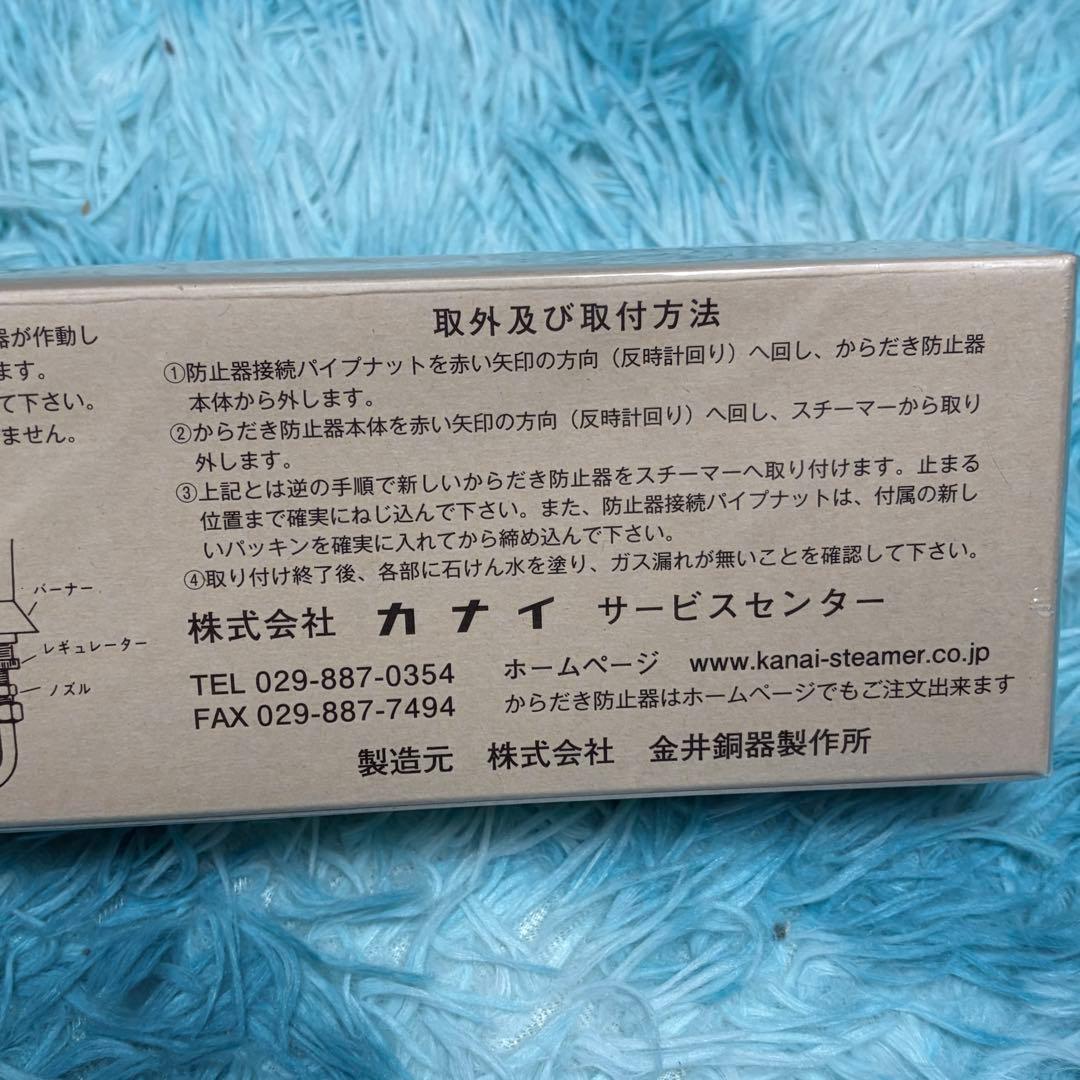 器が作動し
ます。
て下さい。
ません。
バーナー
レギュレーター
ノズル
取外及び取付方法
①防止器接続パイプナットを赤い矢印の方向（反時計回り）へ回し、からだき防止器
本体から外します。
②からだき防止器本体を赤い矢印の方向（反時計回り）へ回し、スチーマーから取り
外します。
③上記とは逆の手順で新しいからだき防止器をスチーマーへ取り付けます。止まる
位置まで確実にねじ込んで下さい。また、防止器接続パイプナットは、付属の新し
いパッキンを確実に入れてから締め込んで下さい。
④取り付け終了後、各部に石けん水を塗り、ガス漏れが無いことを確認して下さい。
株式会社 カナイ サービスセンター
TEL 029-887-0354 ホームページ www.kanai-steamer.co.jp
FAX 029-887-7494 からだき防止器はホームページでもご注文出来ます
製造元 株式会社 金井銅器製作所